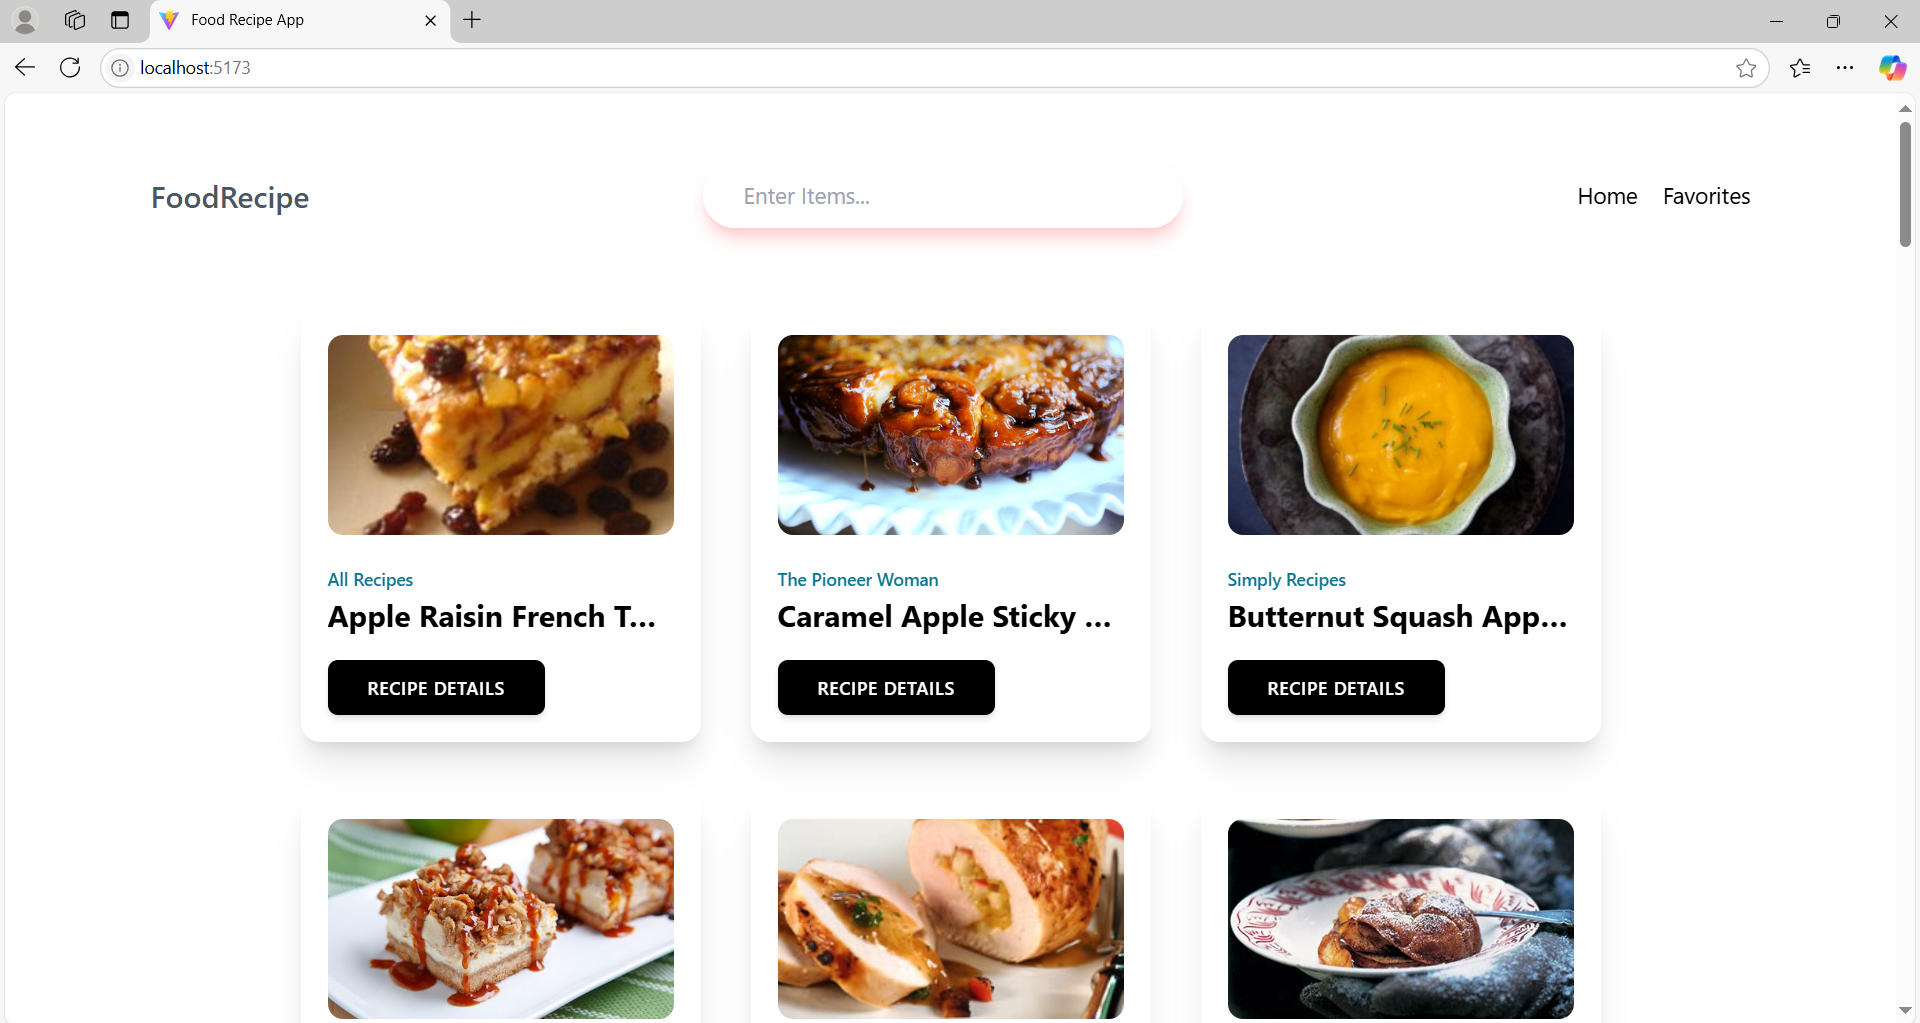 Food Recipe App
localhost:5173
FoodRecipe
Enter Items...
Home Favorites
All Recipes
Apple Raisin French T...
RECIPE DETAILS
The Pioneer Woman
Caramel Apple Sticky ...
RECIPE DETAILS
Simply Recipes
Butternut Squash App...
RECIPE DETAILS